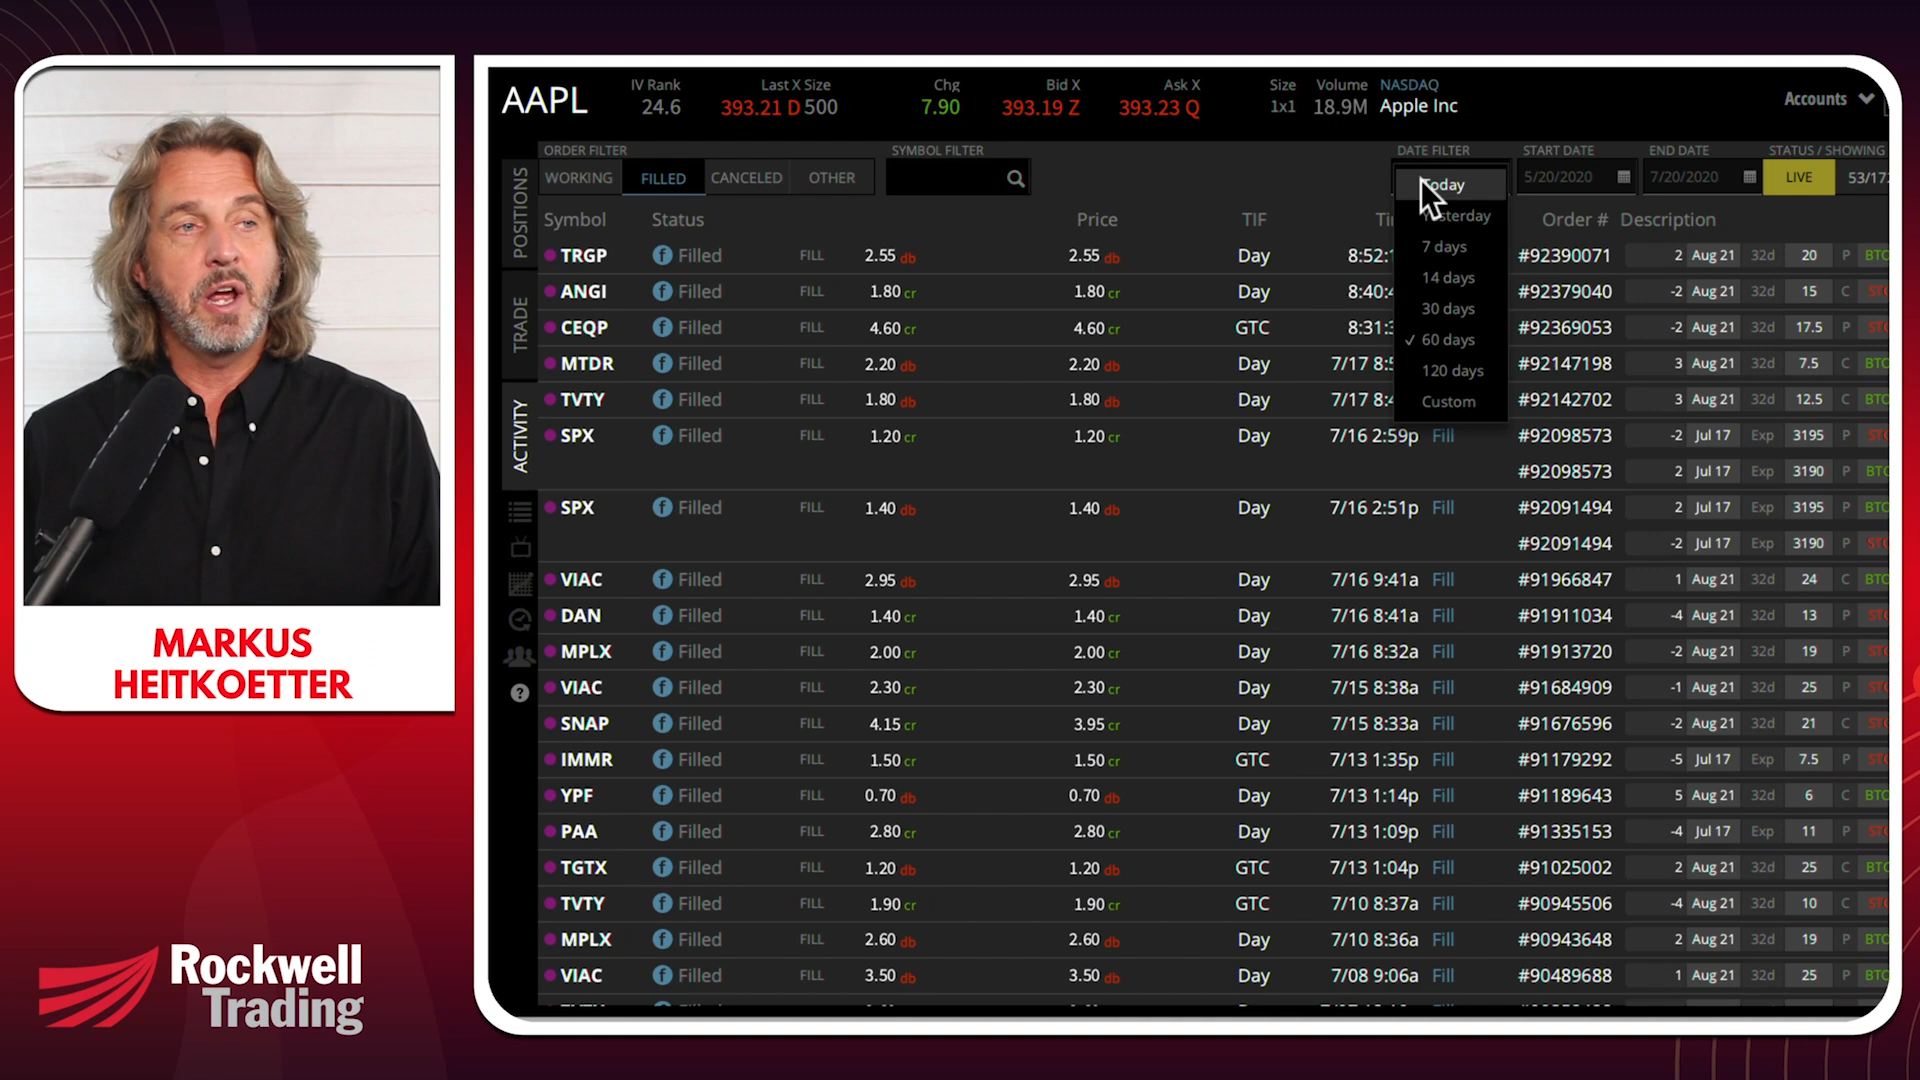 MARKUS
HEITKOETTER
Rockwell
Trading
AAPL
IV Rank
24.6
Last X Size
393.21 D 500
Chg
7.90
Bid X
393.19 Z
Ask X
393.23 Q
Size
1x1
Volume
18.9M
NASDAQ
Apple Inc
Accounts
ORDER FILTER
WORKING FILLED CANCELED OTHER
SYMBOL FILTER
DATE FILTER
Today
7 days
14 days
30 days
✓ 60 days
120 days
Custom
START DATE
5/20/2020
END DATE
7/20/2020
STATUS / SHOWING
LIVE
POSITIONS
TRADE
ACTIVITY
Symbol Status Price TIF Order # Description
TRGP f Filled FILL 2.55 db 2.55 db Day #92390071 2 Aug 21 32d 20 P BTO
ANGI f Filled FILL 1.80 cr 1.80 cr Day #92379040 -2 Aug 21 32d 15 C
CEQP f Filled FILL 4.60 cr 4.60 cr GTC #92369053 -2 Aug 21 32d 17.5 P
MTDR f Filled FILL 2.20 db 2.20 db Day 7/17 #92147198 3 Aug 21 32d 7.5 C
TVTY f Filled FILL 1.80 db 1.80 db Day 7/17 #92142702 3 Aug 21 32d 12.5 C
SPX f Filled FILL 1.20 cr 1.20 cr Day 7/16 2:59p Fill #92098573 -2 Jul 17 Exp 3195 P
#92098573 2 Jul 17 Exp 3190 P
SPX f Filled FILL 1.40 db 1.40 db Day 7/16 2:51p Fill #92091494 2 Jul 17 Exp 3195 P
#92091494 -2 Jul 17 Exp 3190 P
VIAC f Filled FILL 2.95 db 2.95 db Day 7/16 9:41a Fill #91966847 1 Aug 21 32d 24 C
DAN f Filled FILL 1.40 cr 1.40 cr Day 7/16 8:41a Fill #91911034 -4 Aug 21 32d 13 P
MPLX f Filled FILL 2.00 cr 2.00 cr Day 7/16 8:32a Fill #91913720 -2 Aug 21 32d 19 P
VIAC f Filled FILL 2.30 cr 2.30 cr Day 7/15 8:38a Fill #91684909 -1 Aug 21 32d 25 P
SNAP f Filled FILL 4.15 cr 3.95 cr Day 7/15 8:33a Fill #91676596 -2 Aug 21 32d 21 C
IMMR f Filled FILL 1.50 cr 1.50 cr GTC 7/13 1:35p Fill #91179292 -5 Jul 17 Exp 7.5 P
YPF f Filled FILL 0.70 db 0.70 db Day 7/13 1:14p Fill #91189643 5 Aug 21 32d 6 C
PAA f Filled FILL 2.80 cr 2.80 cr Day 7/13 1:09p Fill #91335153 -4 Jul 17 Exp 11 P
TGTX f Filled FILL 1.20 db 1.20 db GTC 7/13 1:04p Fill #91025002 2 Aug 21 32d 25 C
TVTY f Filled FILL 1.90 cr 1.90 cr GTC 7/10 8:37a Fill #90945506 -4 Aug 21 32d 10 C
MPLX f Filled FILL 2.60 db 2.60 db Day 7/10 8:36a Fill #90943648 2 Aug 21 32d 19 P
VIAC f Filled FILL 3.50 db 3.50 db Day 7/08 9:06a Fill #90489688 1 Aug 21 32d 25 P